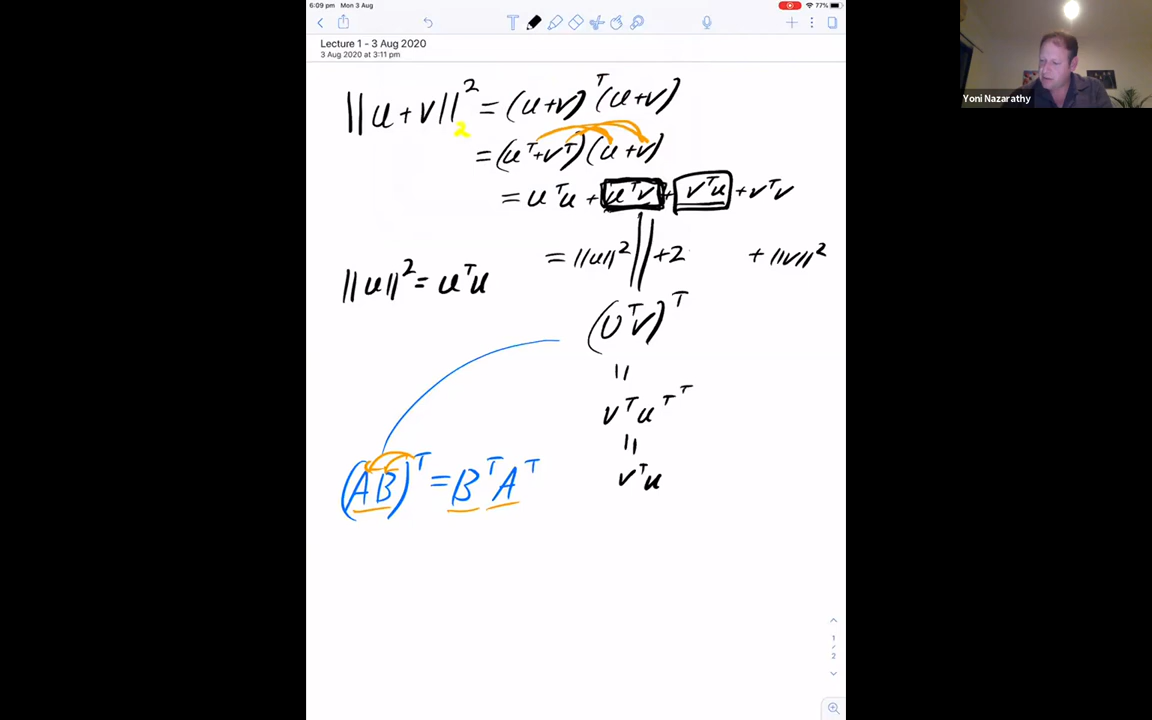 6:09 pm Mon 3 Aug
77%
T
Lecture 1 - 3 Aug 2020
3 Aug 2020 at 3:11 pm
Yoni Nazarathy
||u+v||₂² = (u+v)ᵀ(u+v)
= (uᵀ+vᵀ)(u+v)
= uᵀu + uᵀv + vᵀu + vᵀv
= ||u||² + 2 + ||v||²
||u||² = uᵀu
||
(uᵀv)ᵀ
=
vᵀuᵀᵀ
=
vᵀu
(AB)ᵀ = BᵀAᵀ
1
/
2